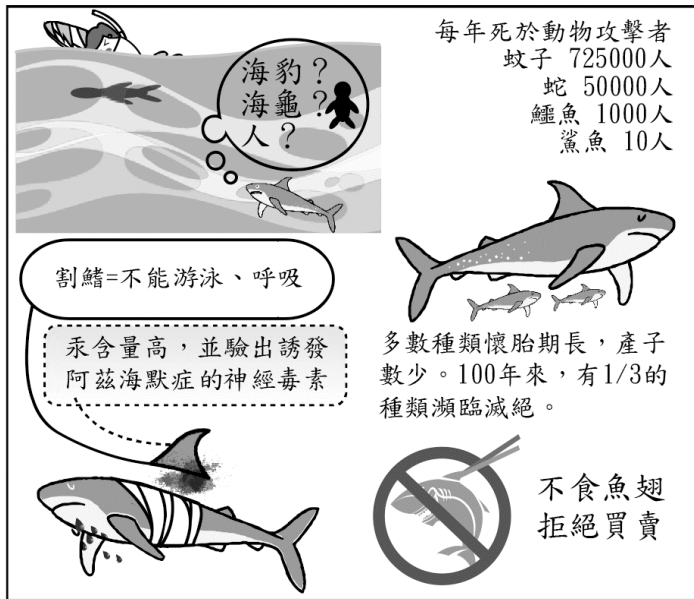 海豹？
海龜？
人？
每年死於動物攻擊者
蚊子 725000人
蛇 50000人
鱷魚 1000人
鯊魚 10人
割鰭=不能游泳、呼吸
汞含量高，並驗出誘發
阿茲海默症的神經毒素
多數種類懷胎期長，產子
數少。100年來，有1/3的
種類瀕臨滅絕。
不食魚翅
拒絕買賣